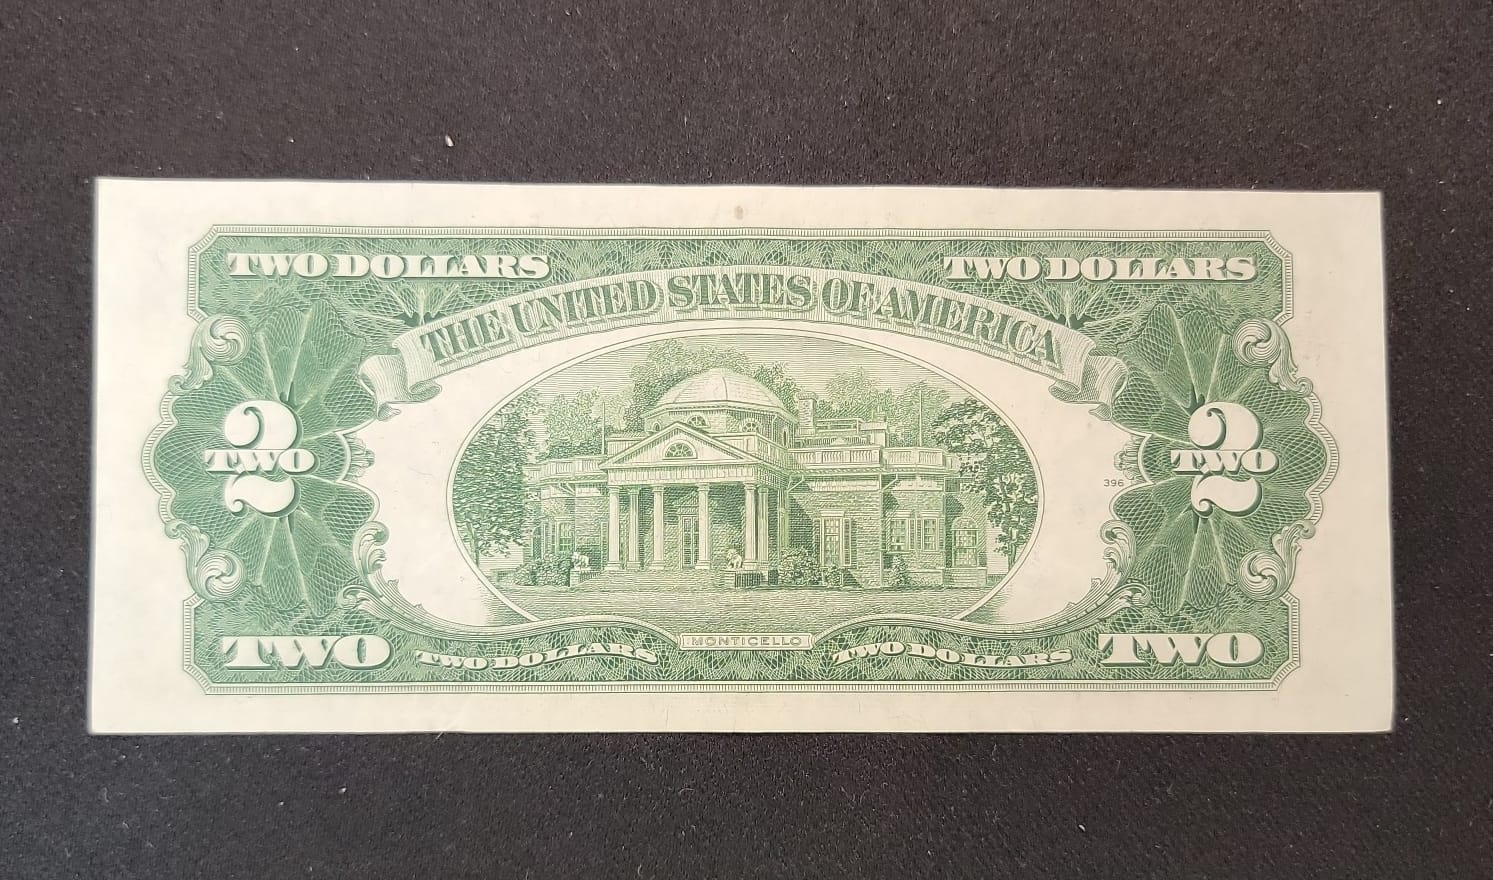 TWO DOLLARS TWO DOLLARS
THE UNITED STATES OF AMERICA
2 TWO 2 TWO
396
TWO TWO DOLLARS MONTICELLO TWO DOLLARS TWO